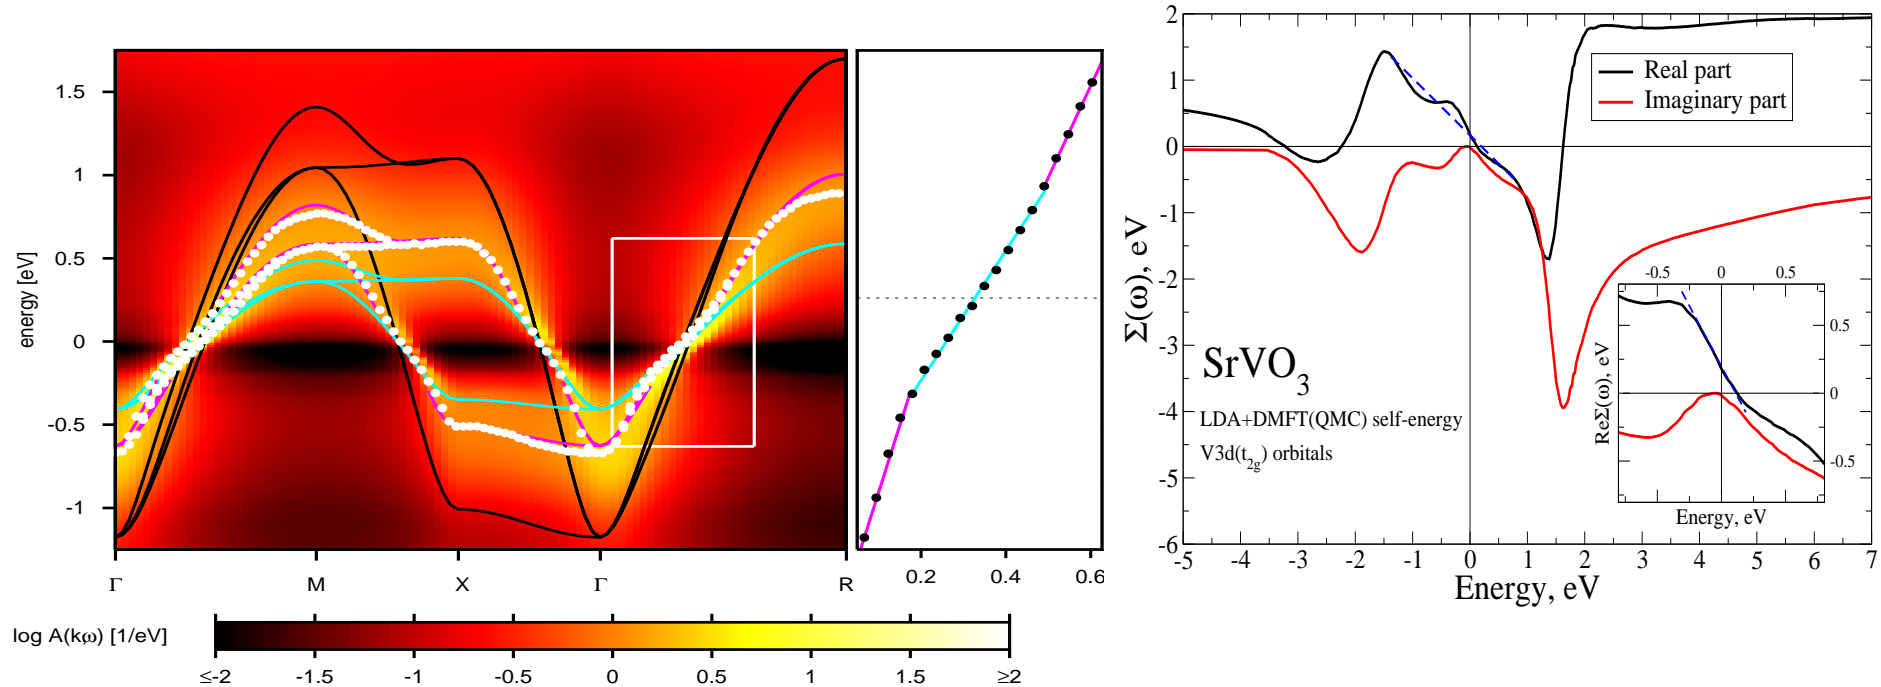 energy [eV]
1.5
1
0.5
0
-0.5
-1
Γ M X Γ R
0.2 0.4 0.6
log A(kω) [1/eV]
≤-2 -1.5 -1 -0.5 0 0.5 1 1.5 ≥2
Σ(ω), eV
2
1
0
-1
-2
-3
-4
-5
-6
Real part
Imaginary part
SrVO3
LDA+DMFT(QMC) self-energy
V3d(t2g) orbitals
-0.5 0 0.5
ReΣ(ω), eV
0.5
0
-0.5
Energy, eV
-5 -4 -3 -2 -1 0 1 2 3 4 5 6 7
Energy, eV